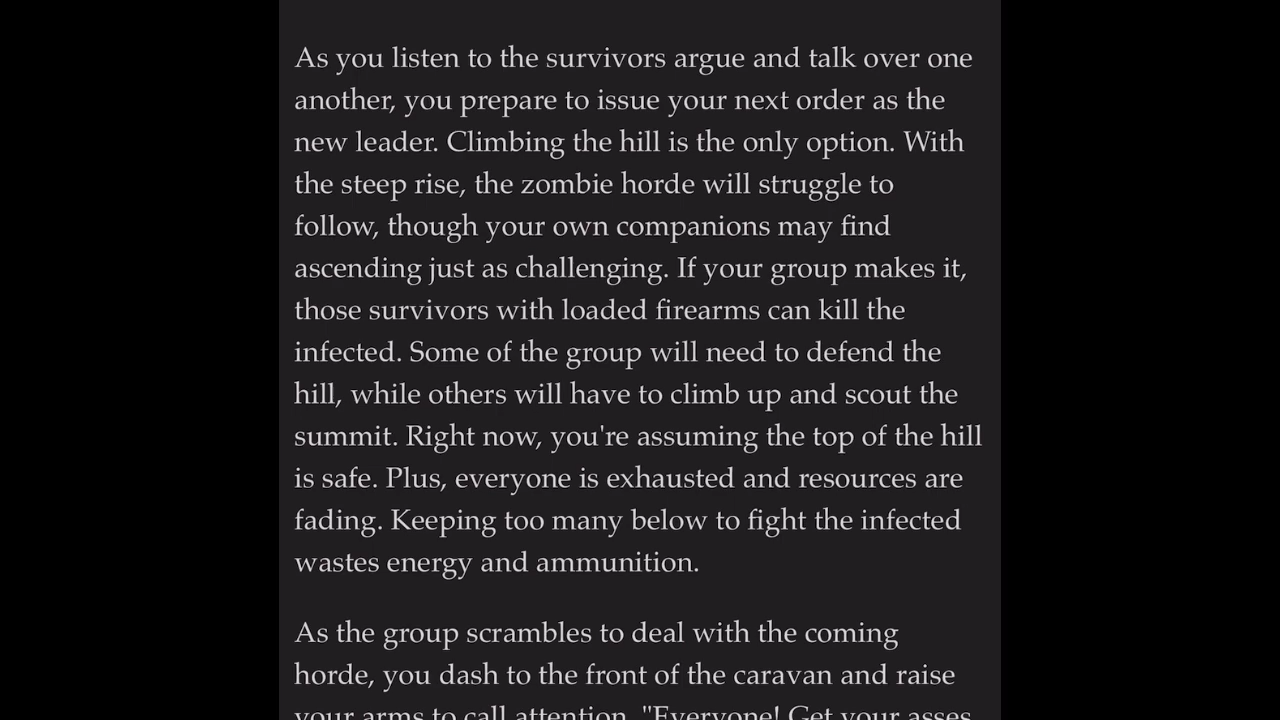 As you listen to the survivors argue and talk over one
another, you prepare to issue your next order as the
new leader. Climbing the hill is the only option. With
the steep rise, the zombie horde will struggle to
follow, though your own companions may find
ascending just as challenging. If your group makes it,
those survivors with loaded firearms can kill the
infected. Some of the group will need to defend the
hill, while others will have to climb up and scout the
summit. Right now, you're assuming the top of the hill
is safe. Plus, everyone is exhausted and resources are
fading. Keeping too many below to fight the infected
wastes energy and ammunition.
As the group scrambles to deal with the coming
horde, you dash to the front of the caravan and raise
your arms to call attention. "Everyone! Get your asses